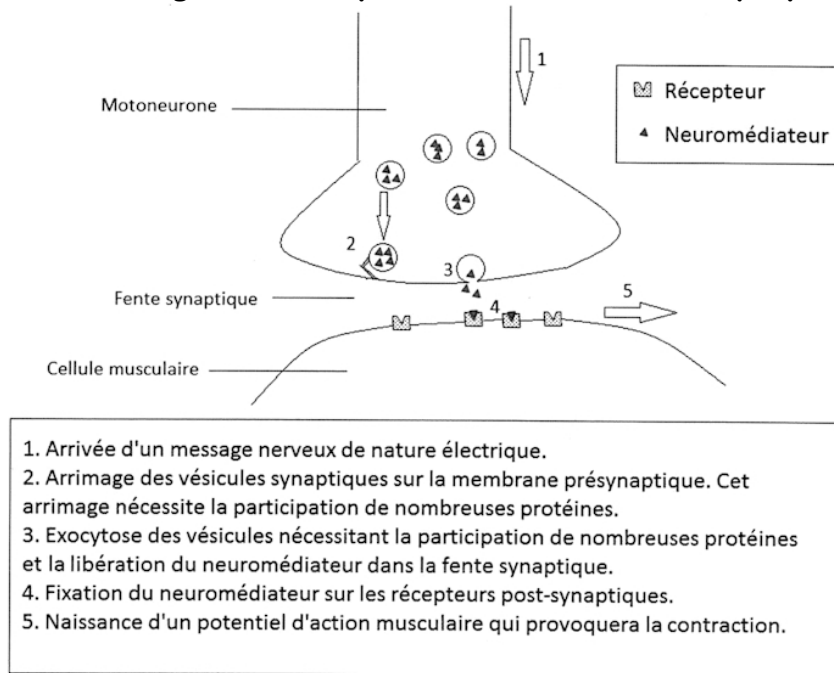 1
Récepteur
Motoneurone
Neuromédiateur
2
3
Fente synaptique
4
5
Cellule musculaire
1. Arrivée d'un message nerveux de nature électrique.
2. Arrimage des vésicules synaptiques sur la membrane présynaptique. Cet
arrimage nécessite la participation de nombreuses protéines.
3. Exocytose des vésicules nécessitant la participation de nombreuses protéines
et la libération du neuromédiateur dans la fente synaptique.
4. Fixation du neuromédiateur sur les récepteurs post-synaptiques.
5. Naissance d'un potentiel d'action musculaire qui provoquera la contraction.